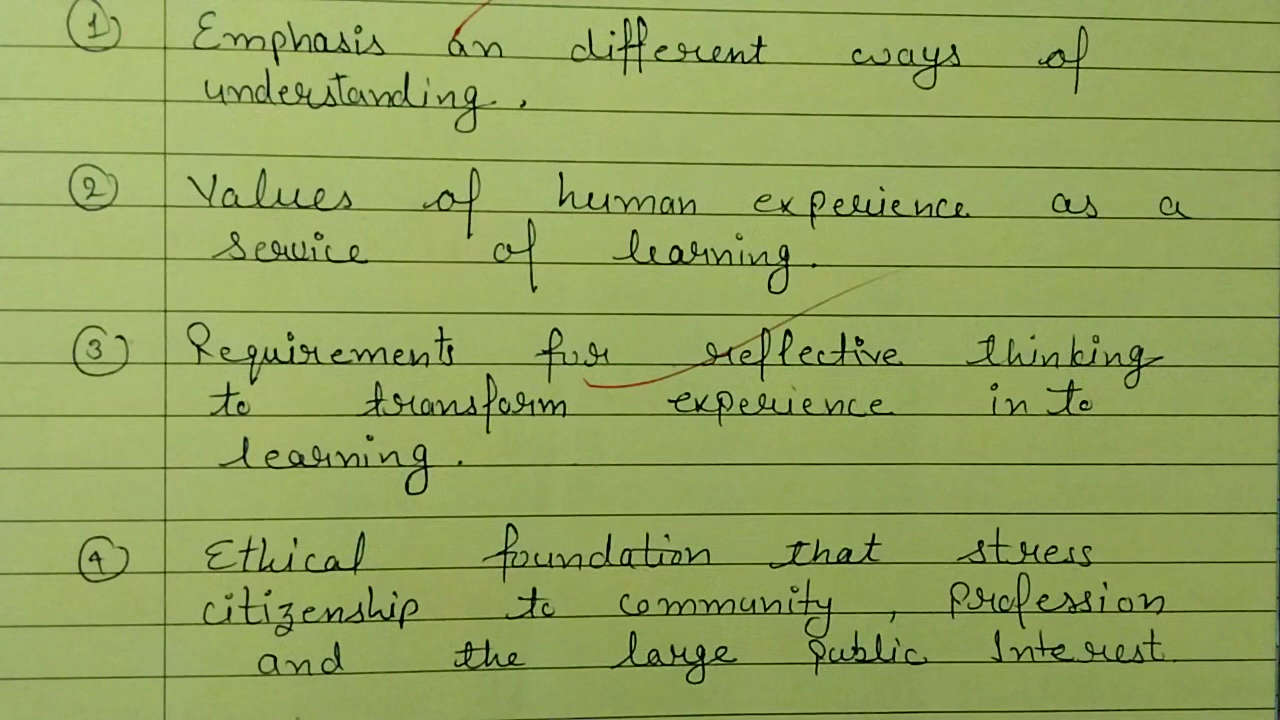 ① Emphasis an different ways of
understanding.
② Values of human experience as a
service of learning.
③ Requirements for reflective thinking
to transform experience in to
learning.
④ Ethical foundation that stress
citizenship to community, Profession
and the large public Interest.